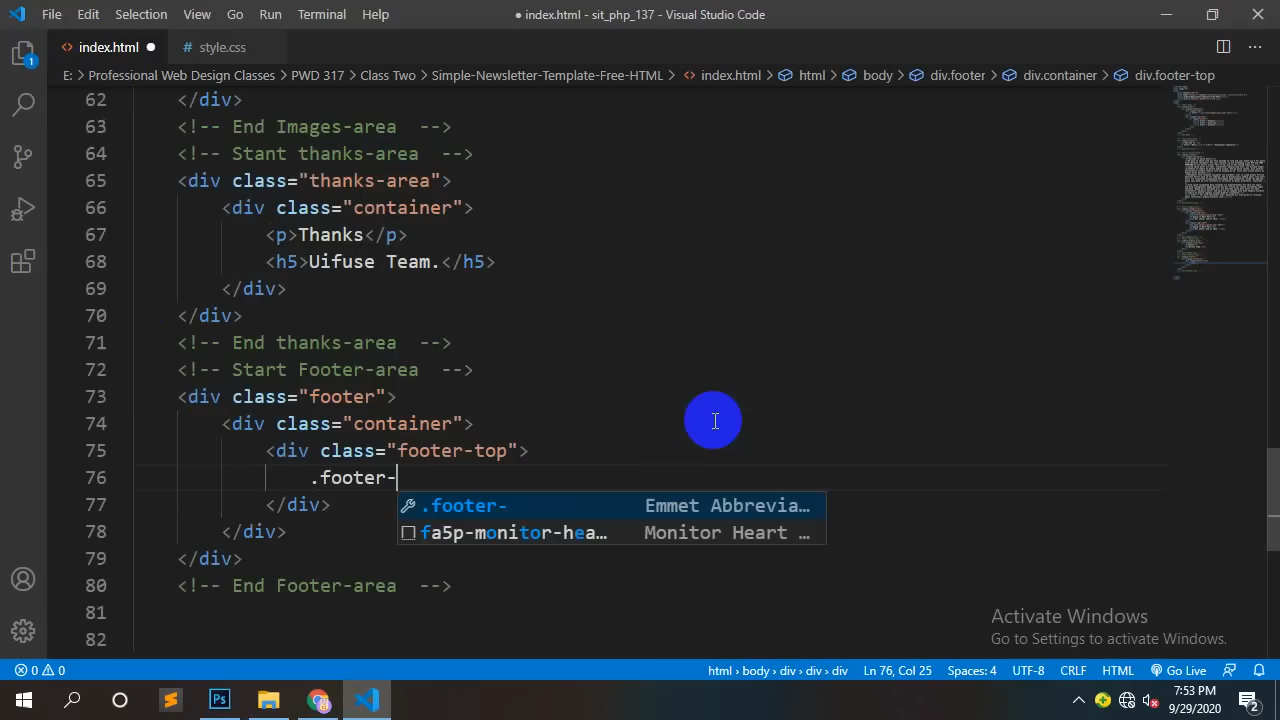 File Edit Selection View Go Run Terminal Help
● index.html - sit_php_137 - Visual Studio Code
index.html
# style.css
E: > Professional Web Design Classes > PWD 317 > Class Two > Simple-Newsletter-Template-Free-HTML > index.html > html > body > div.footer > div.container > div.footer-top
62 </div>
63 <!-- End Images-area -->
64 <!-- Stant thanks-area -->
65 <div class="thanks-area">
66 <div class="container">
67 <p>Thanks</p>
68 <h5>Uifuse Team.</h5>
69 </div>
70 </div>
71 <!-- End thanks-area -->
72 <!-- Start Footer-area -->
73 <div class="footer">
74 <div class="container">
75 <div class="footer-top">
76 .footer-
77 </div>
.footer- Emmet Abbrevia...
fa5p-monitor-hea... Monitor Heart ...
78 </div>
79 </div>
80 <!-- End Footer-area -->
81
82
Activate Windows
Go to Settings to activate Windows.
1
0 0
html › body › div › div › div
Ln 76, Col 25
Spaces: 4
UTF-8
CRLF
HTML
Go Live
Ps
7:53 PM
9/29/2020
2